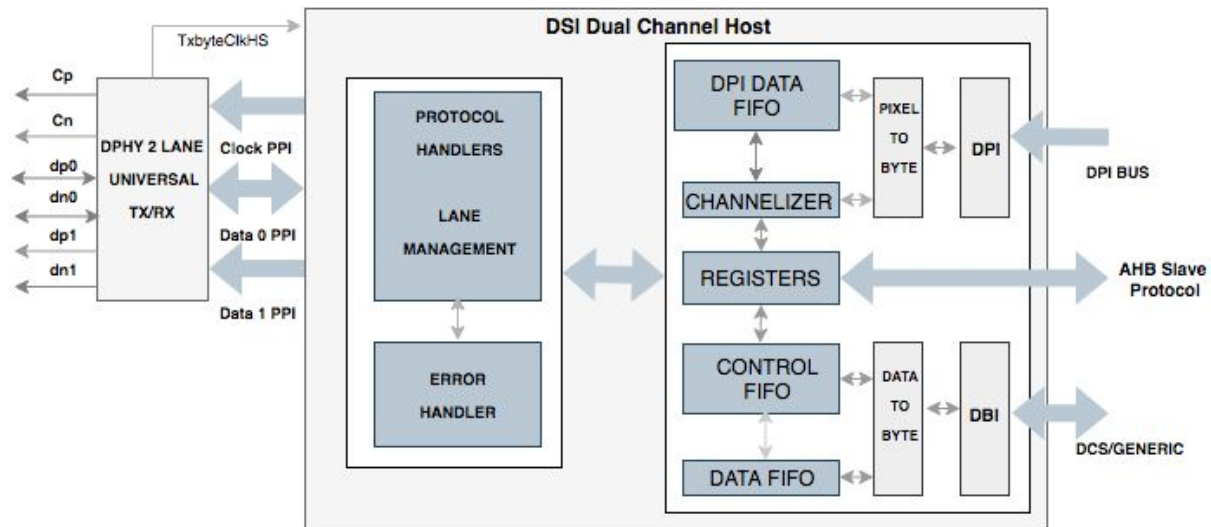 DSI Dual Channel Host
TxbyteClkHS
Cp
Cn
dp0
dn0
dp1
dn1
DPHY 2 LANE
UNIVERSAL
TX/RX
Clock PPI
Data 0 PPI
Data 1 PPI
PROTOCOL
HANDLERS
LANE
MANAGEMENT
ERROR
HANDLER
DPI DATA
FIFO
CHANNELIZER
REGISTERS
CONTROL
FIFO
DATA FIFO
PIXEL
TO
BYTE
DPI
DPI BUS
AHB Slave
Protocol
DATA
TO
BYTE
DBI
DCS/GENERIC